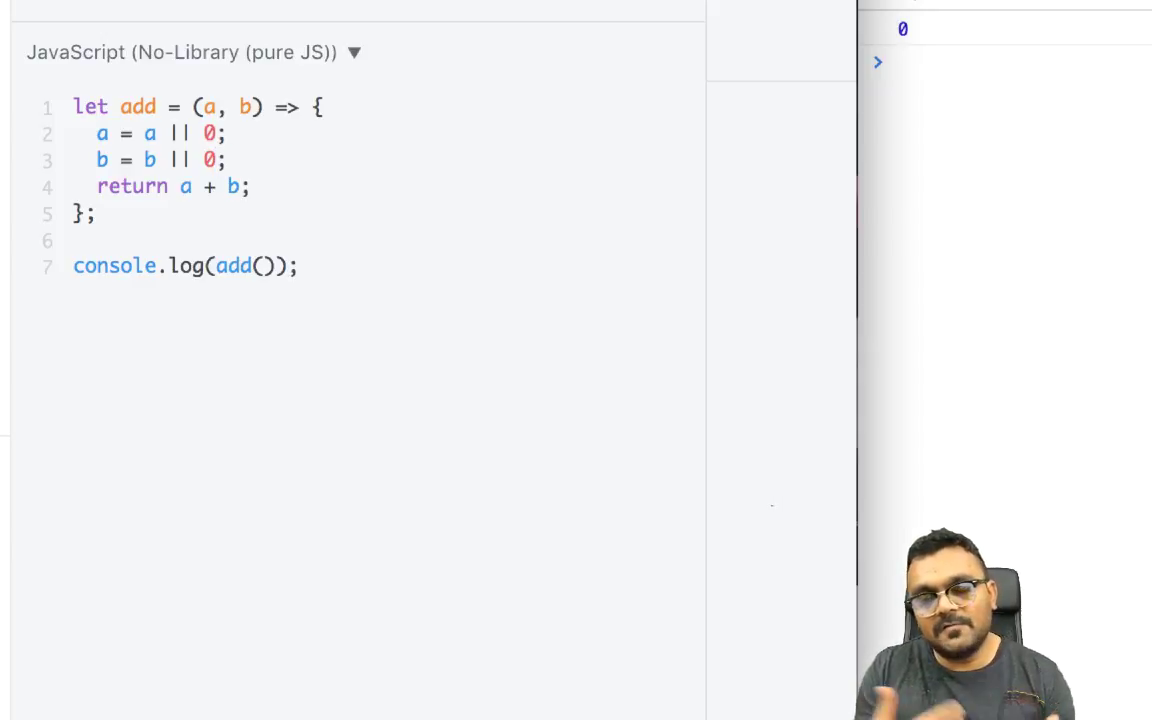 JavaScript (No-Library (pure JS)) ▼
1 let add = (a, b) => {
2   a = a || 0;
3   b = b || 0;
4   return a + b;
5 };
6
7 console.log(add());
0
>